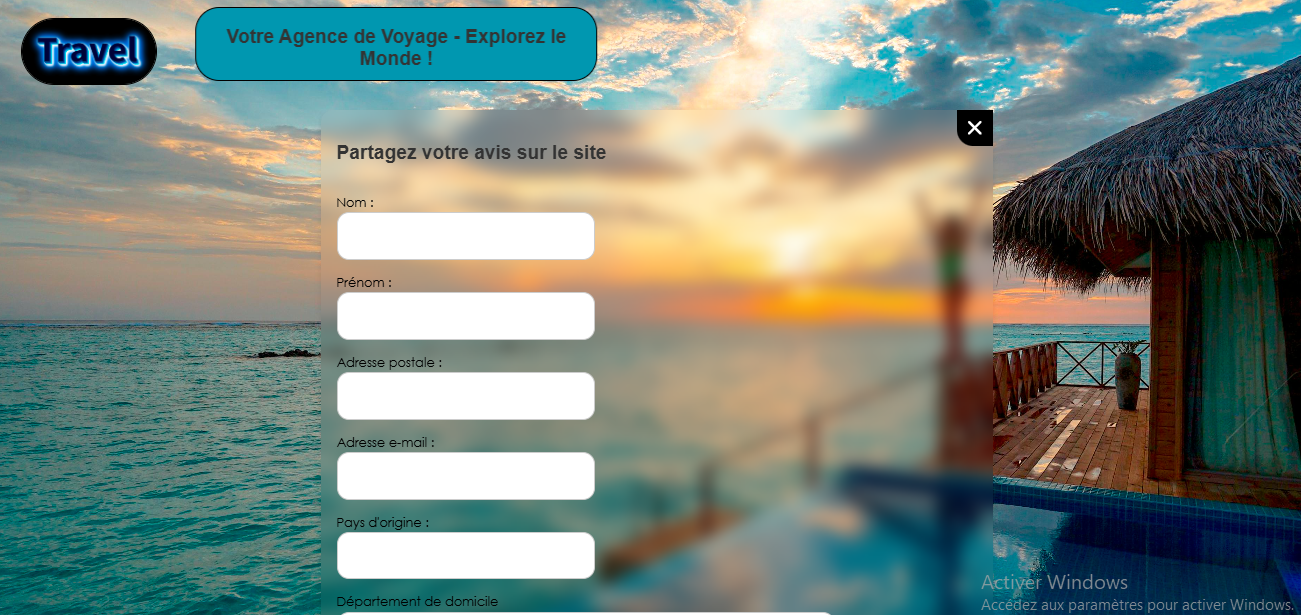 Travel
Votre Agence de Voyage - Explorez le
Monde !
Partagez votre avis sur le site
Nom :
Prénom :
Adresse postale :
Adresse e-mail :
Pays d'origine :
Département de domicile
Activer Windows
Accédez aux paramètres pour activer Windows.